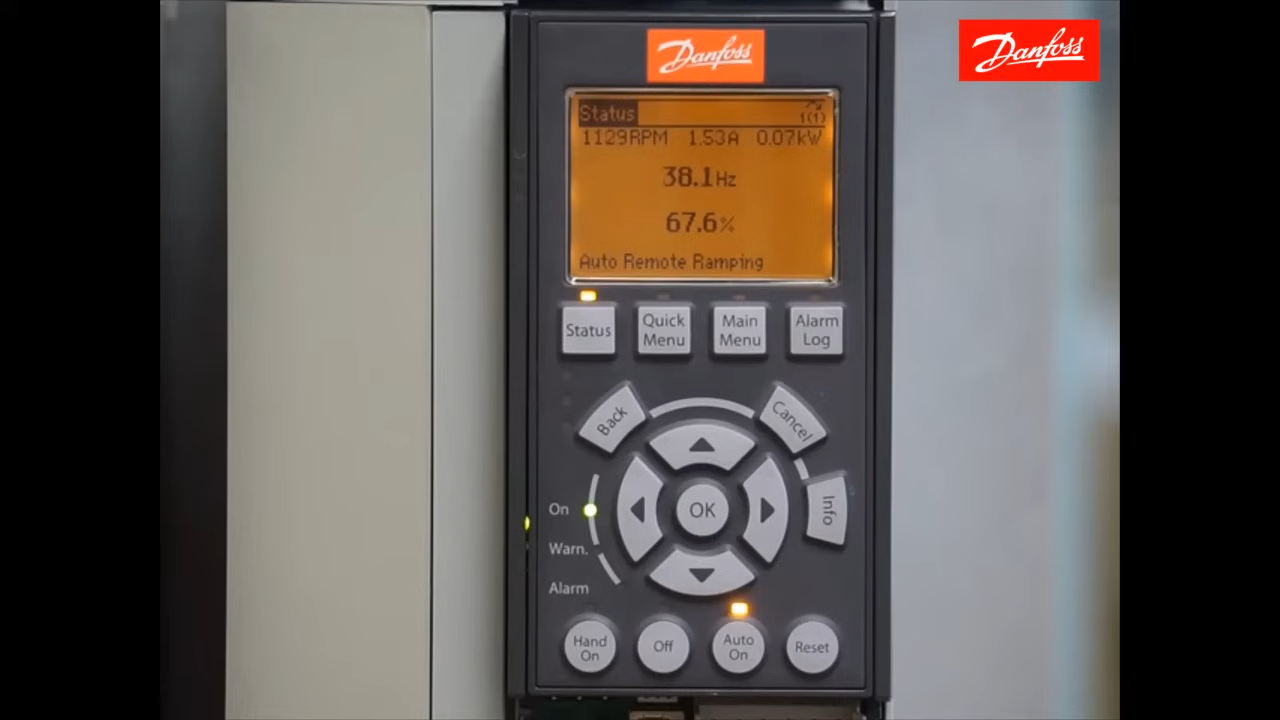 Danfoss
Danfoss
Status 1(1)
1129RPM 1.53A 0.07kW
38.1Hz
67.6%
Auto Remote Ramping
Status
Quick Menu
Main Menu
Alarm Log
Back
Cancel
Info
OK
On
Warn.
Alarm
Hand On
Off
Auto On
Reset